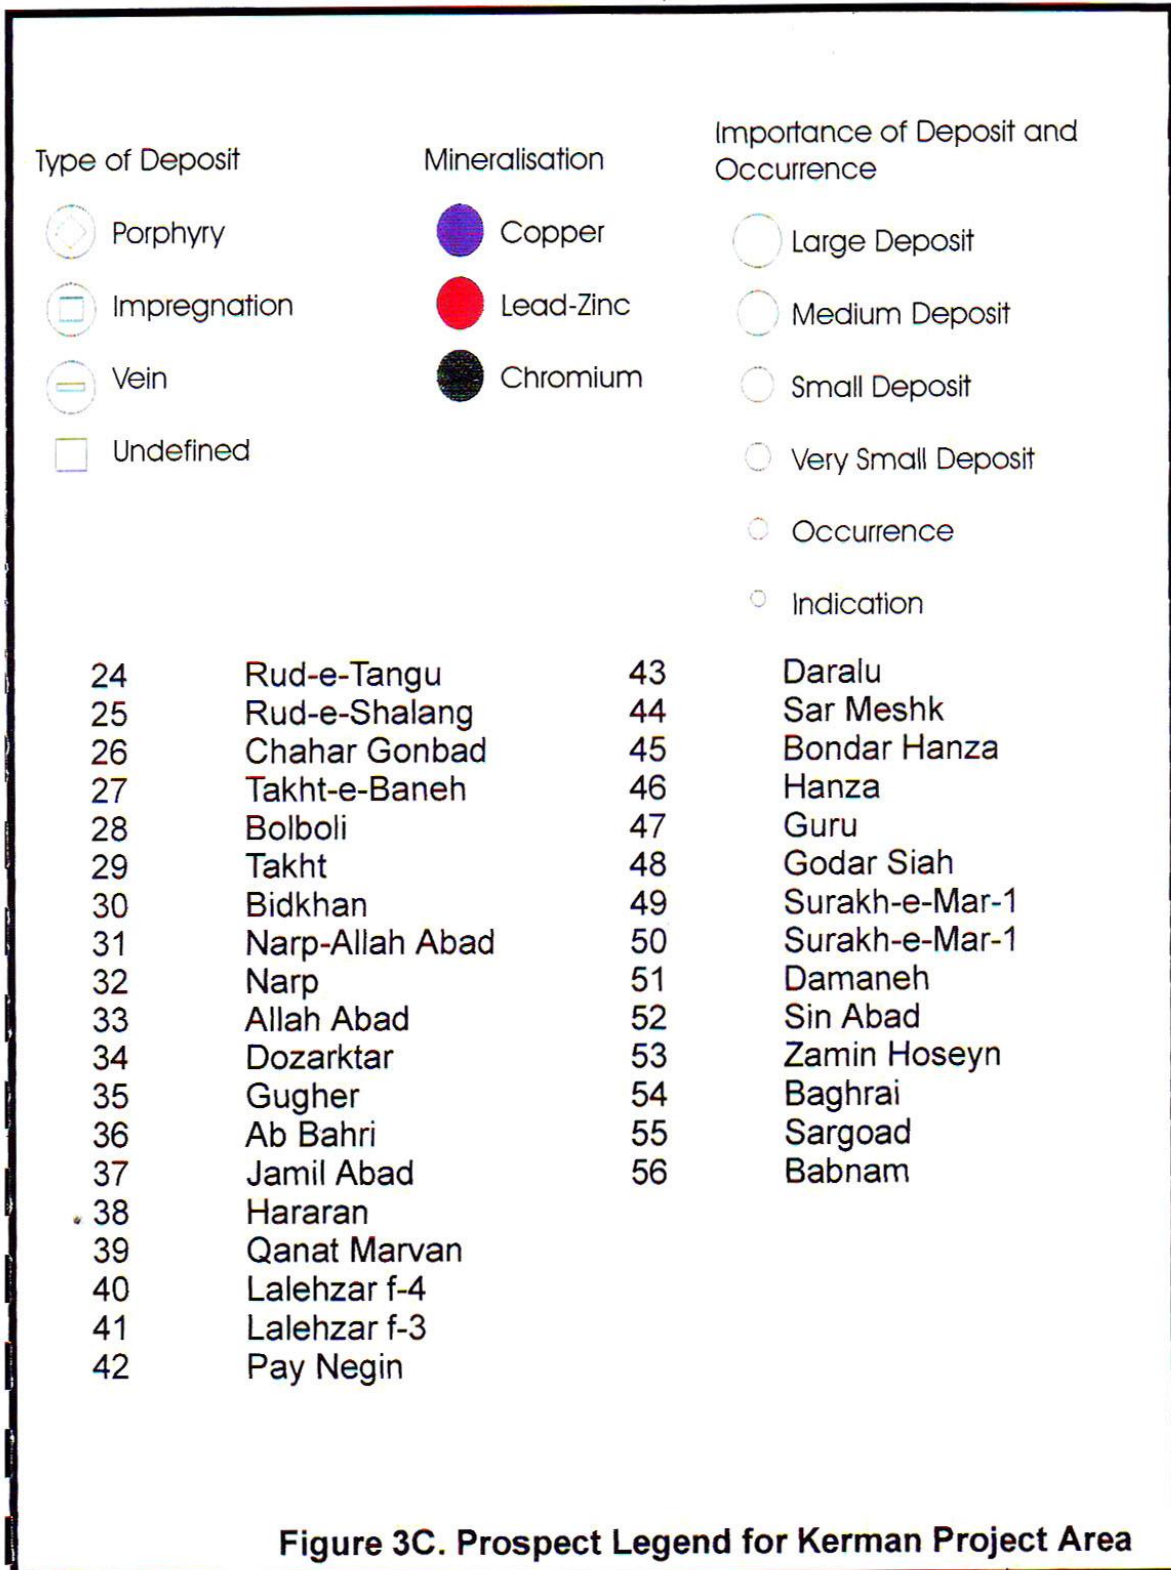 Type of Deposit
Porphyry
Impregnation
Vein
Undefined
Mineralisation
Copper
Lead-Zinc
Chromium
Importance of Deposit and
Occurrence
Large Deposit
Medium Deposit
Small Deposit
Very Small Deposit
Occurrence
Indication
24 Rud-e-Tangu
25 Rud-e-Shalang
26 Chahar Gonbad
27 Takht-e-Baneh
28 Bolboli
29 Takht
30 Bidkhan
31 Narp-Allah Abad
32 Narp
33 Allah Abad
34 Dozarktar
35 Gugher
36 Ab Bahri
37 Jamil Abad
38 Hararan
39 Qanat Marvan
40 Lalehzar f-4
41 Lalehzar f-3
42 Pay Negin
43 Daralu
44 Sar Meshk
45 Bondar Hanza
46 Hanza
47 Guru
48 Godar Siah
49 Surakh-e-Mar-1
50 Surakh-e-Mar-1
51 Damaneh
52 Sin Abad
53 Zamin Hoseyn
54 Baghrai
55 Sargoad
56 Babnam
Figure 3C. Prospect Legend for Kerman Project Area